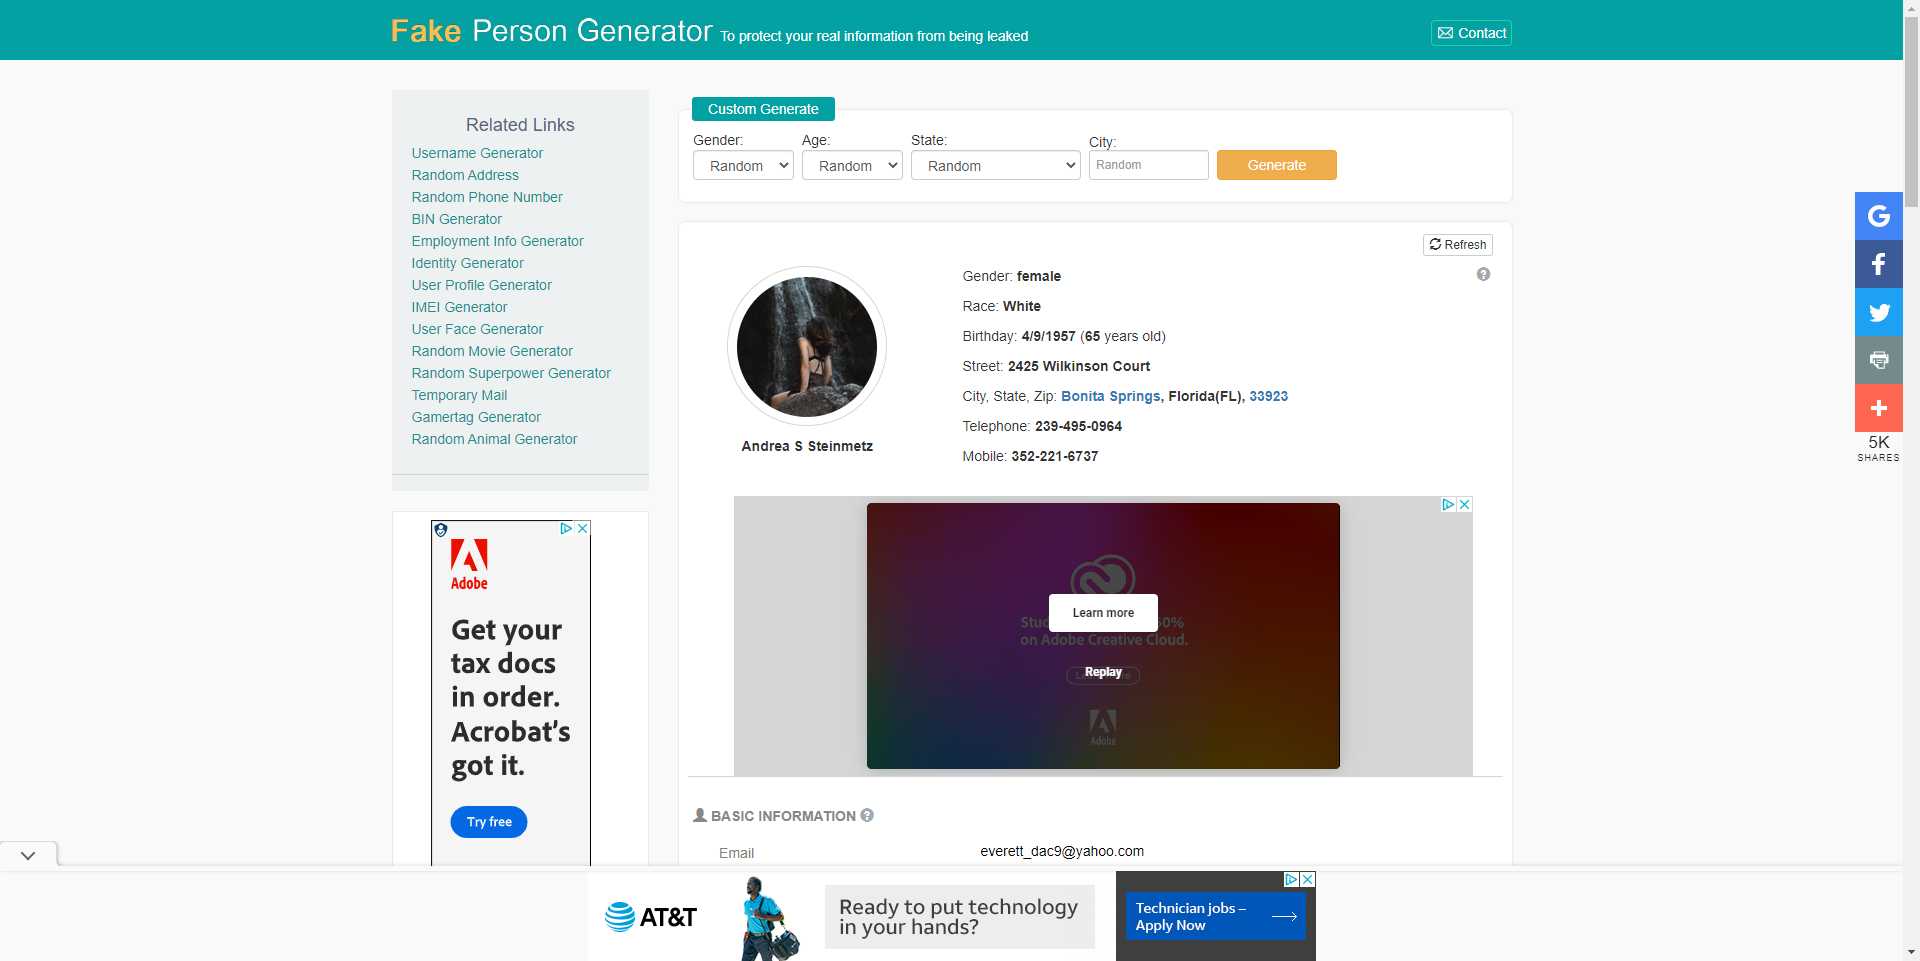 Fake Person Generator To protect your real information from being leaked
Contact
Related Links
Username Generator
Random Address
Random Phone Number
BIN Generator
Employment Info Generator
Identity Generator
User Profile Generator
IMEI Generator
User Face Generator
Random Movie Generator
Random Superpower Generator
Temporary Mail
Gamertag Generator
Random Animal Generator
Adobe
Get your
tax docs
in order.
Acrobat's
got it.
Try free
Custom Generate
Gender: Age: State: City:
Random Random Random Random Generate
Refresh
Andrea S Steinmetz
Gender: female
Race: White
Birthday: 4/9/1957 (65 years old)
Street: 2425 Wilkinson Court
City, State, Zip: Bonita Springs, Florida(FL), 33923
Telephone: 239-495-0964
Mobile: 352-221-6737
Learn more
on Adobe Creative Cloud.
Replay
Adobe
BASIC INFORMATION
Email everett_dac9@yahoo.com
5K
SHARES
AT&T
Ready to put technology
in your hands?
Technician jobs –
Apply Now